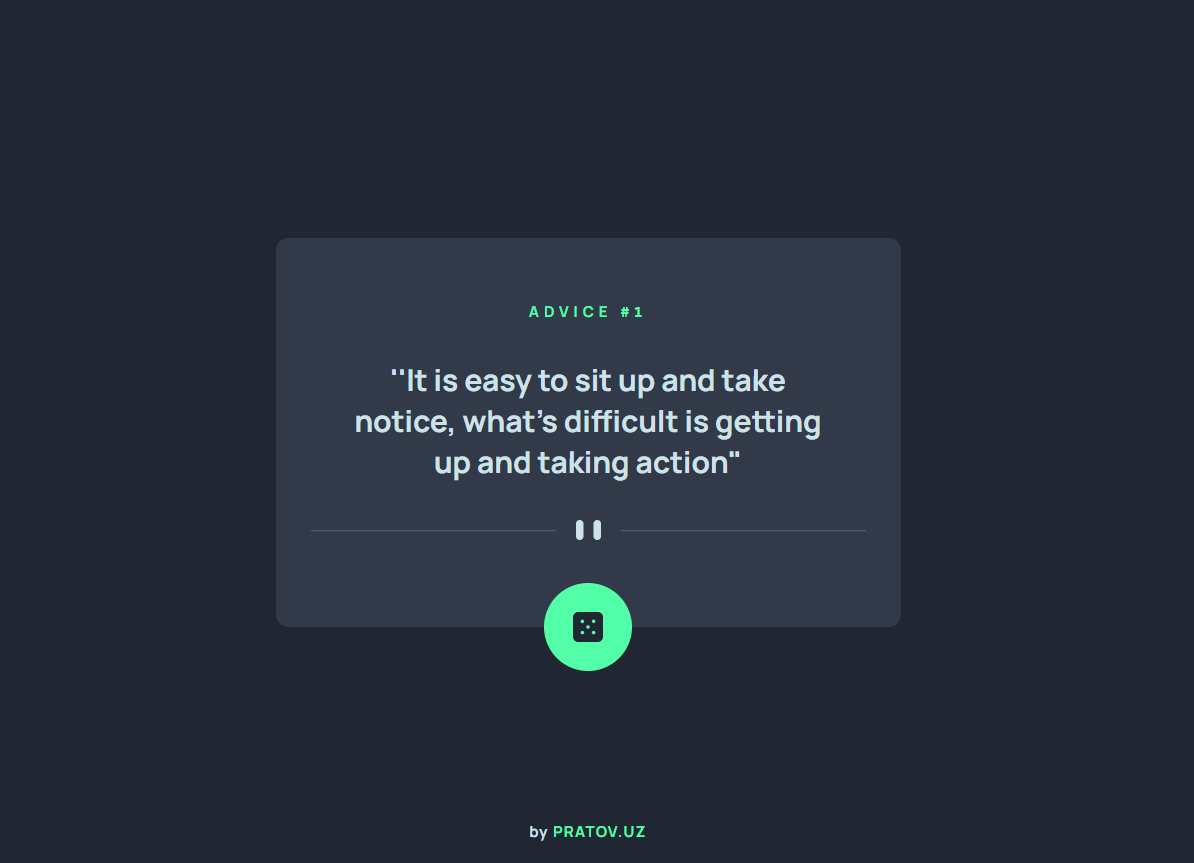 ADVICE #1
''It is easy to sit up and take
notice, what’s difficult is getting
up and taking action"
by PRATOV.UZ